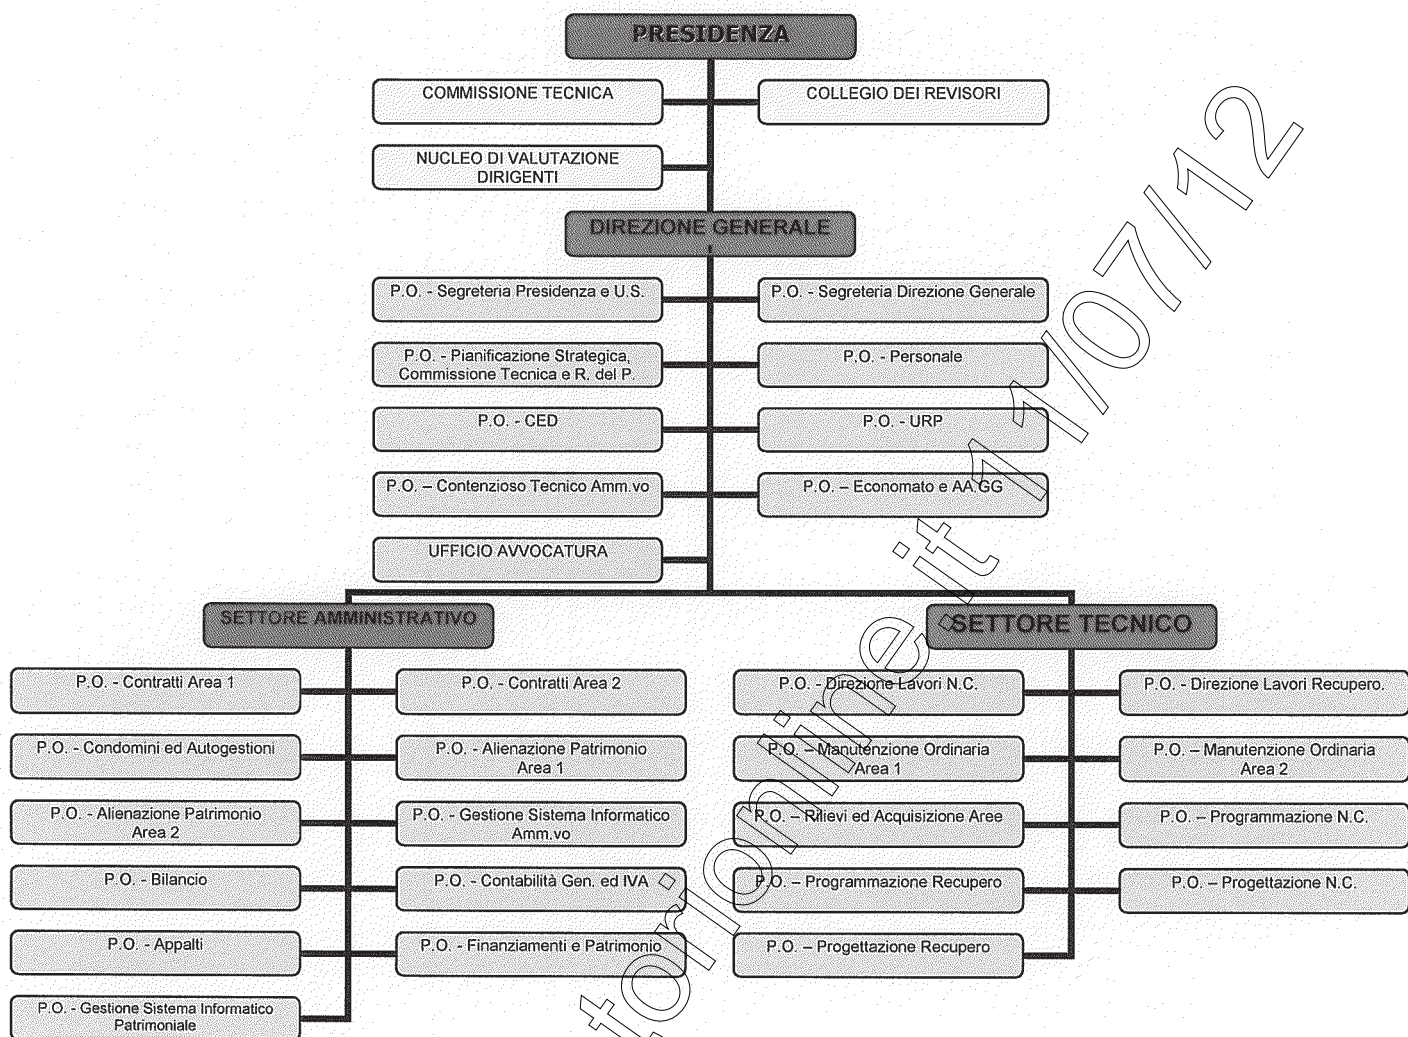 PRESIDENZA
COMMISSIONE TECNICA
COLLEGIO DEI REVISORI
NUCLEO DI VALUTAZIONE
DIRIGENTI
DIREZIONE GENERALE
P.O. - Segreteria Presidenza e U.S.
P.O. - Segreteria Direzione Generale
P.O. - Pianificazione Strategica,
Commissione Tecnica e R. del P.
P.O. - Personale
P.O. - CED
P.O. - URP
P.O. – Contenzioso Tecnico Amm.vo
P.O. – Economato e AA.GG
UFFICIO AVVOCATURA
SETTORE AMMINISTRATIVO
P.O. - Contratti Area 1
P.O. - Contratti Area 2
P.O. - Condomini ed Autogestioni
P.O. - Alienazione Patrimonio
Area 1
P.O. - Alienazione Patrimonio
Area 2
P.O. - Gestione Sistema Informatico
Amm.vo
P.O. - Bilancio
P.O. - Contabilità Gen. ed IVA
P.O. - Appalti
P.O. - Finanziamenti e Patrimonio
P.O. - Gestione Sistema Informatico
Patrimoniale
SETTORE TECNICO
P.O. - Direzione Lavori N.C.
P.O. - Direzione Lavori Recupero.
P.O. – Manutenzione Ordinaria
Area 1
P.O. – Manutenzione Ordinaria
Area 2
P.O. – Rilievi ed Acquisizione Aree
P.O. – Programmazione N.C.
P.O. – Programmazione Recupero
P.O. – Progettazione N.C.
P.O. – Progettazione Recupero
torionline it 11/07/12